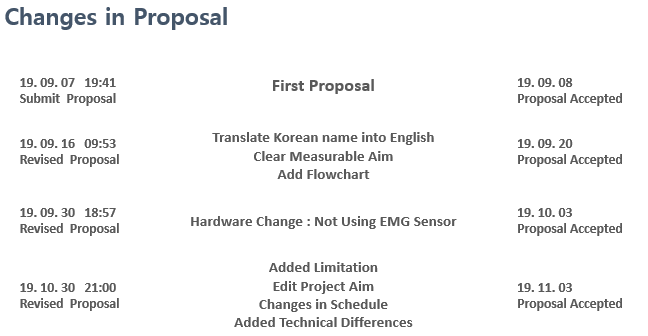 Changes in Proposal
19. 09. 07 19:41
Submit Proposal
First Proposal
19. 09. 08
Proposal Accepted
19. 09. 16 09:53
Revised Proposal
Translate Korean name into English
Clear Measurable Aim
Add Flowchart
19. 09. 20
Proposal Accepted
19. 09. 30 18:57
Revised Proposal
Hardware Change : Not Using EMG Sensor
19. 10. 03
Proposal Accepted
19. 10. 30 21:00
Revised Proposal
Added Limitation
Edit Project Aim
Changes in Schedule
Added Technical Differences
19. 11. 03
Proposal Accepted